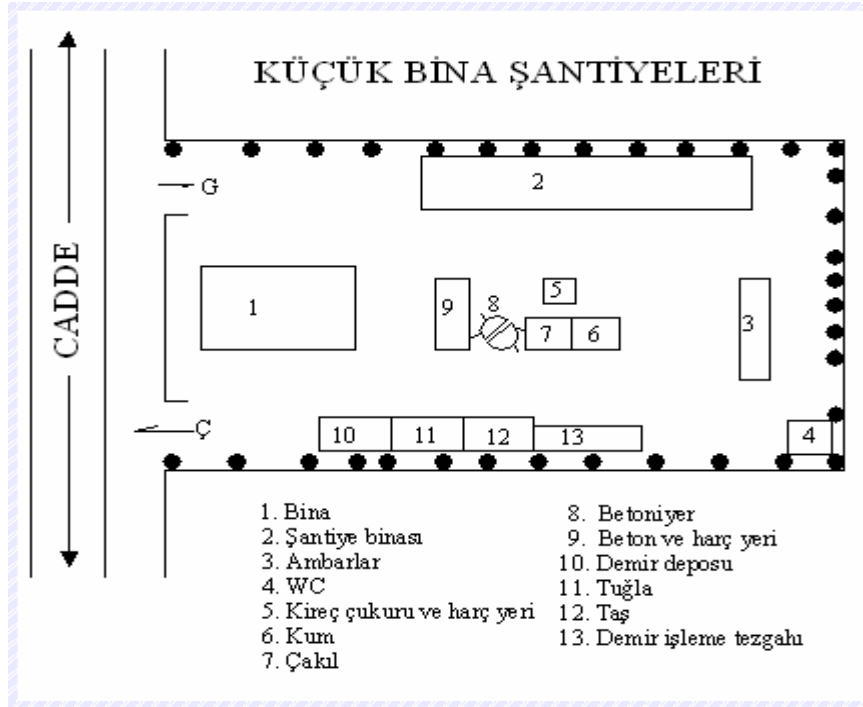 KÜÇÜK BİNA ŞANTİYELERİ
CADDE
G
2
1
9
8
5
7
6
3
Ç
10
11
12
13
4
1. Bina
2. Şantiye binası
3. Ambarlar
4. WC
5. Kireç çukuru ve harç yeri
6. Kum
7. Çakıl
8. Betoniyer
9. Beton ve harç yeri
10. Demir deposu
11. Tuğla
12. Taş
13. Demir işleme tezgahı